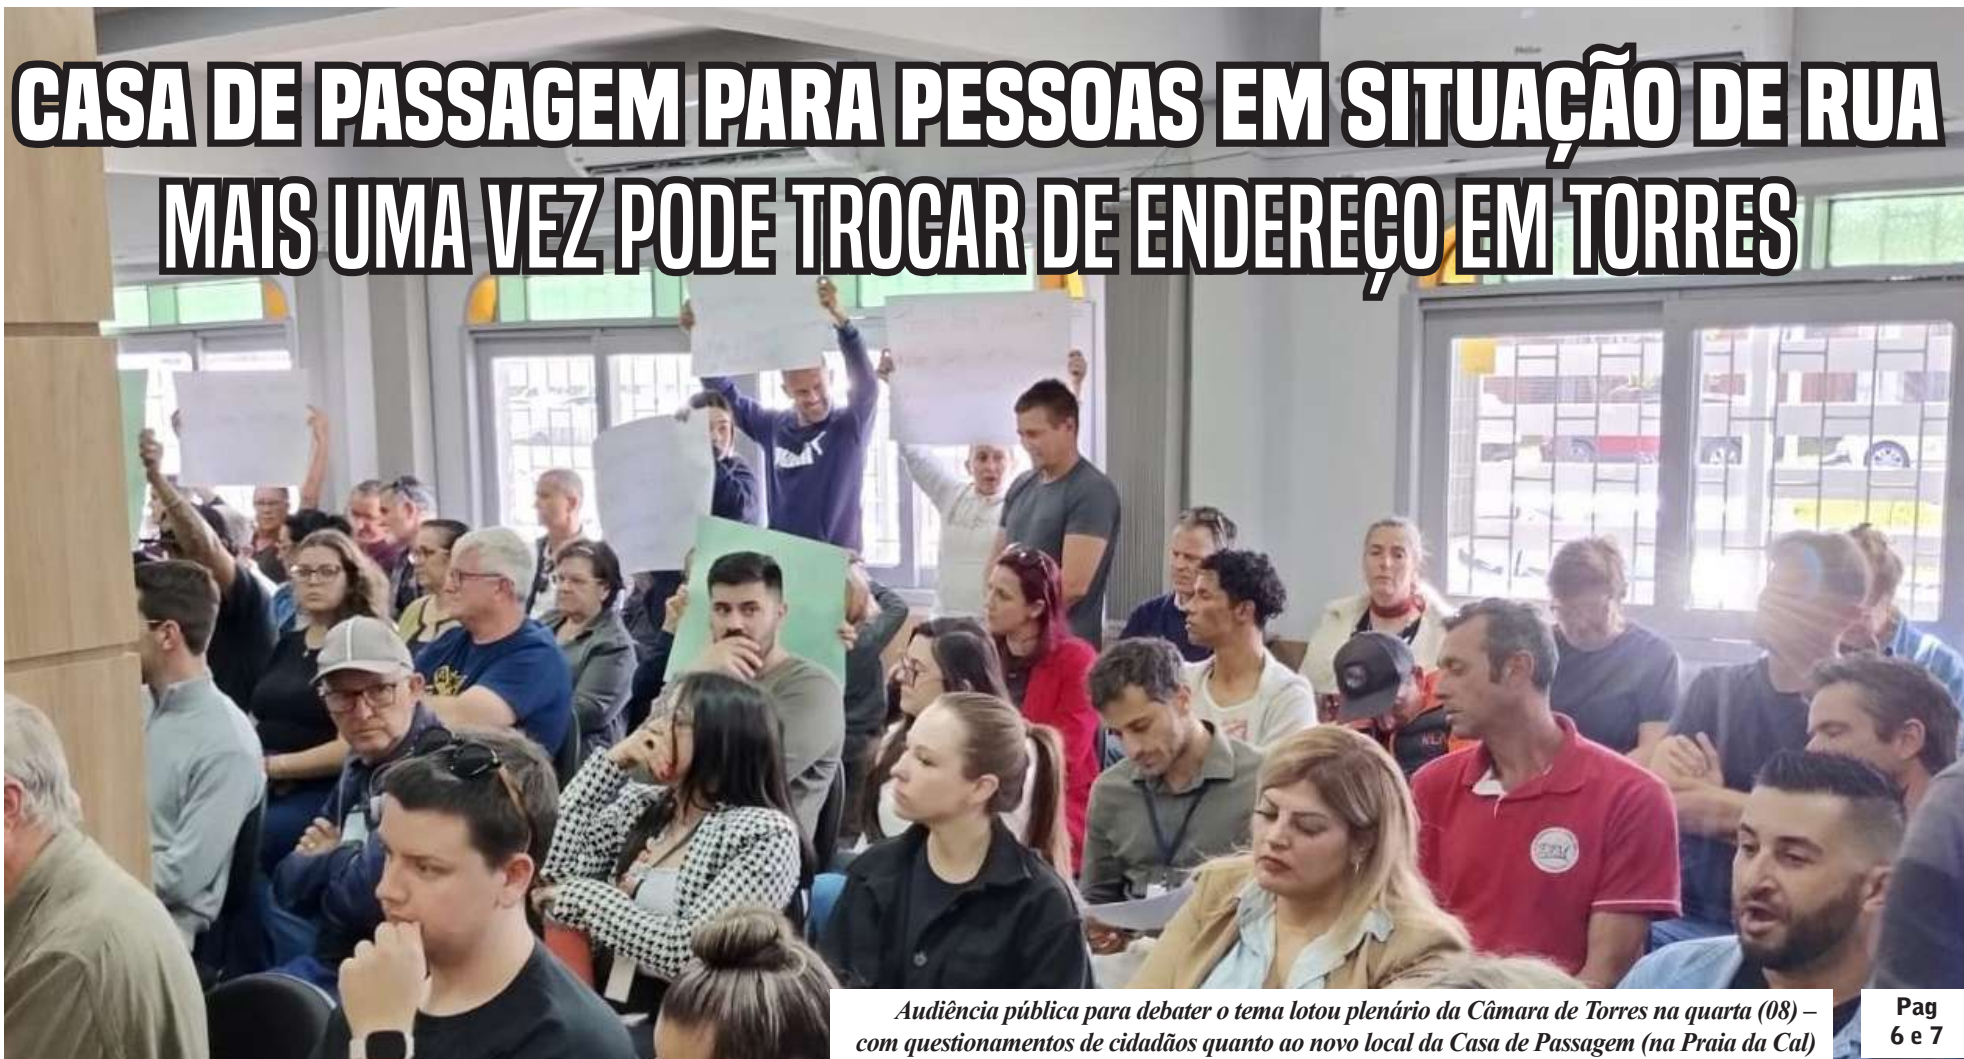 CASA DE PASSAGEM PARA PESSOAS EM SITUAÇÃO DE RUA
MAIS UMA VEZ PODE TROCAR DE ENDEREÇO EM TORRES
Audiência pública para debater o tema lotou plenário da Câmara de Torres na quarta (08) –
com questionamentos de cidadãos quanto ao novo local da Casa de Passagem (na Praia da Cal)
Pag
6 e 7